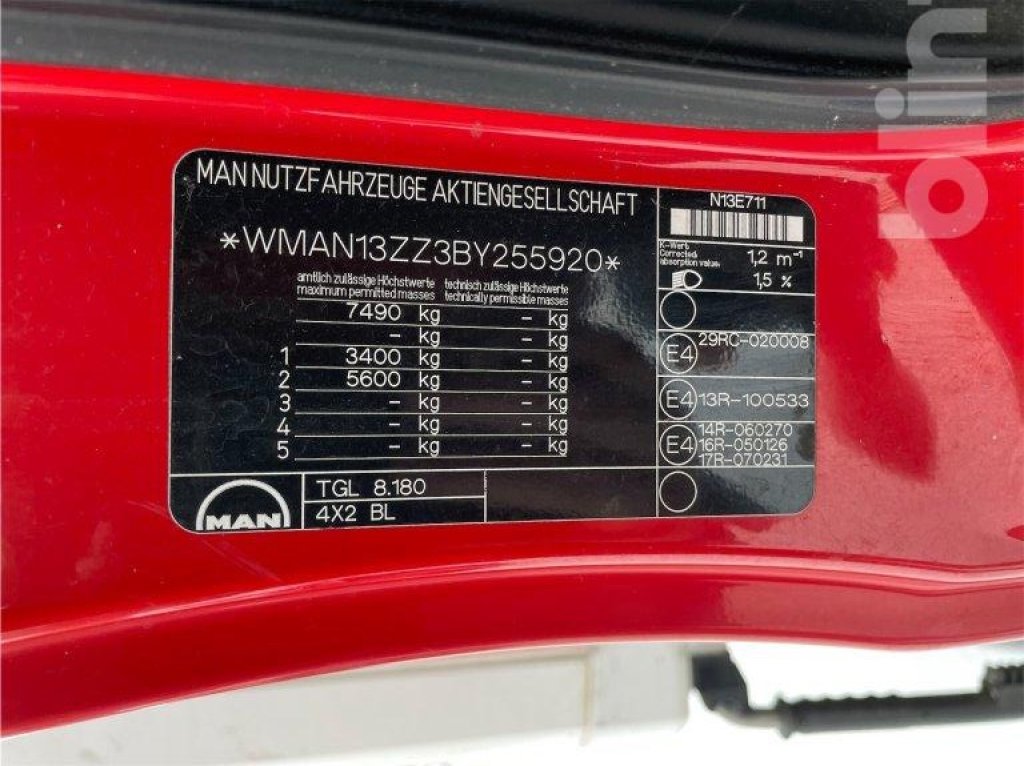 MAN NUTZFAHRZEUGE AKTIENGESELLSCHAFT
*WMAN13ZZ3BY255920*
amtlich zulässige Höchstwerte technisch zulässige Höchstwerte
maximum permitted masses technically permissible masses
7490 kg - kg
- kg - kg
1 3400 kg - kg
2 5600 kg - kg
3 - kg - kg
4 - kg - kg
5 - kg - kg
MAN
TGL 8.180
4X2 BL
N13E711
K-Wert
Corrected
absorption value
1,2 m⁻¹
1,5 %
E4 29RC-020008
E4 13R-100533
E4 14R-060270
16R-050126
17R-070231
olin